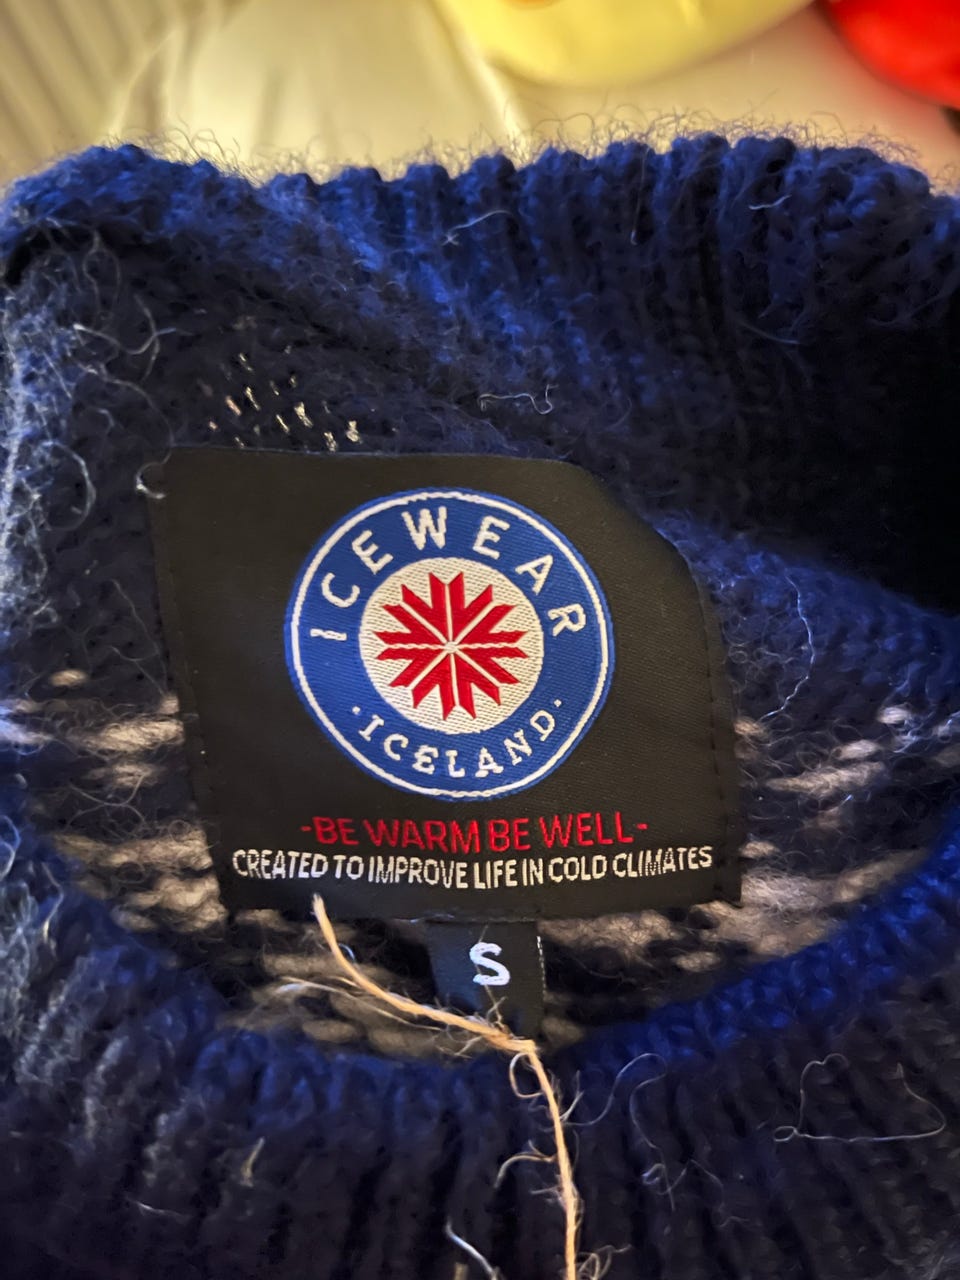 ICEWEAR
·ICELAND·
-BE WARM BE WELL-
CREATED TO IMPROVE LIFE IN COLD CLIMATES
S